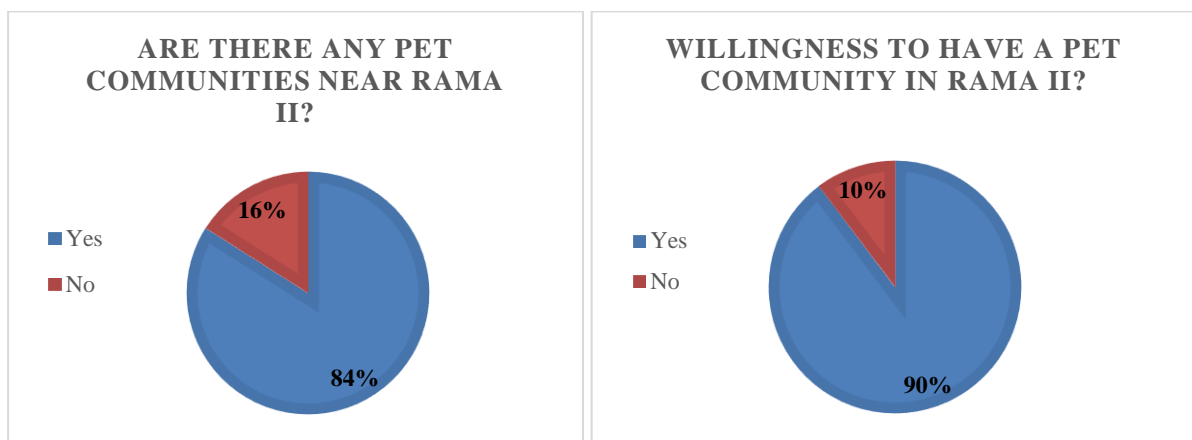 ARE THERE ANY PET
COMMUNITIES NEAR RAMA
II?
Yes
No
16%
84%
WILLINGNESS TO HAVE A PET
COMMUNITY IN RAMA II?
Yes
No
10%
90%